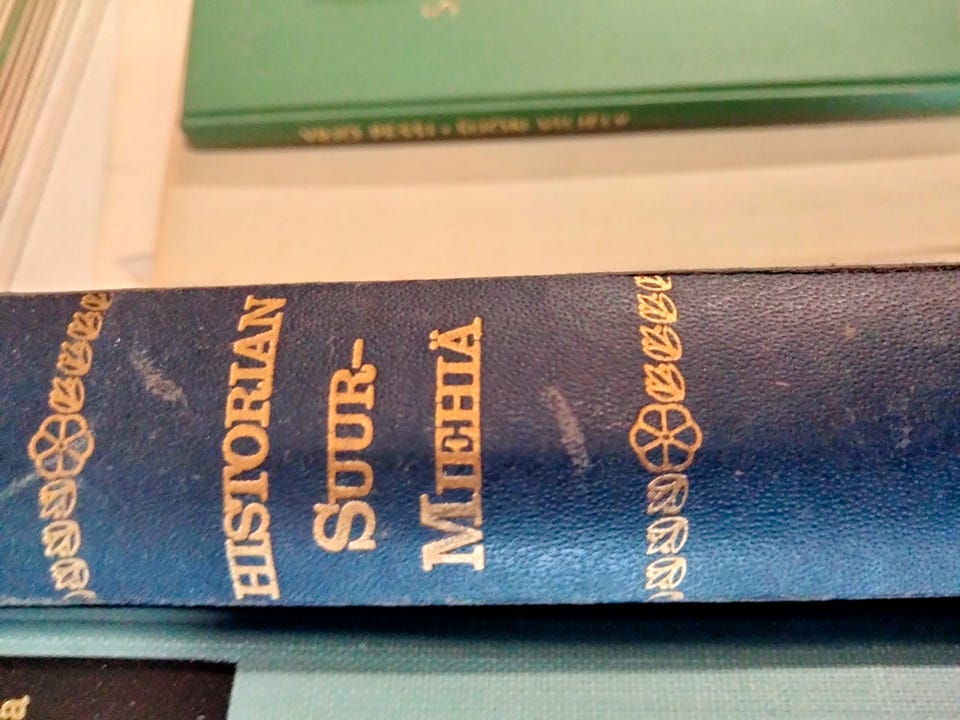 HISTORIAN
SUUR-
MIEHIÄ
a